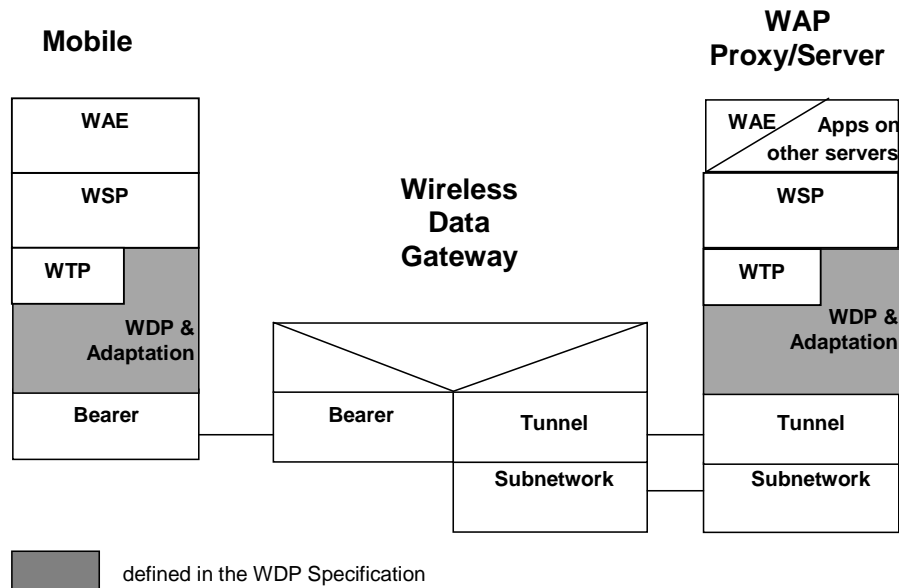 Mobile
WAP
Proxy/Server
WAE
WSP
WTP
WDP &
Adaptation
Bearer
Wireless
Data
Gateway
Bearer
Tunnel
Subnetwork
WAE
Apps on
other servers
WSP
WTP
WDP &
Adaptation
Tunnel
Subnetwork
defined in the WDP Specification